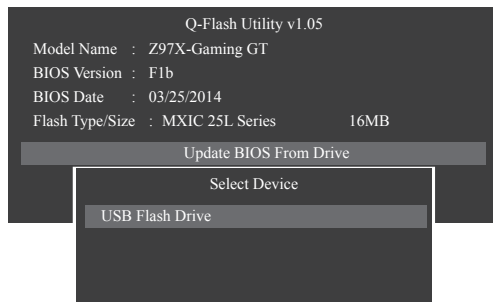 Q-Flash Utility v1.05
Model Name : Z97X-Gaming GT
BIOS Version : F1b
BIOS Date : 03/25/2014
Flash Type/Size : MXIC 25L Series 16MB
Update BIOS From Drive
Select Device
USB Flash Drive